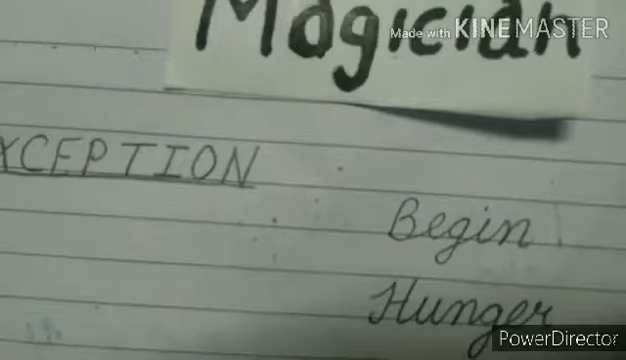 Magician
Made with KINEMASTER
XCEPTION
Begin
Hunger
PowerDirector